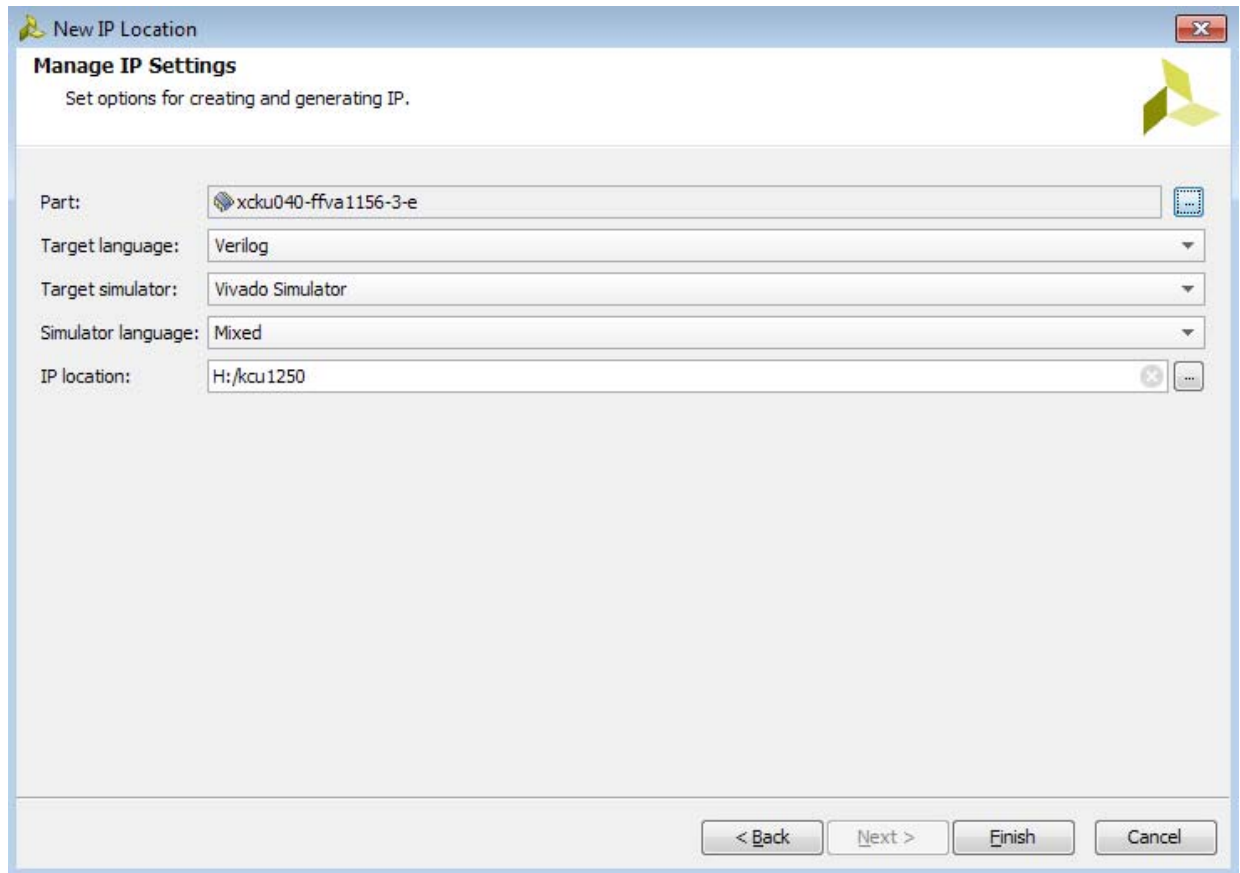 New IP Location
Manage IP Settings
Set options for creating and generating IP.
Part: xcku040-ffva1156-3-e ...
Target language: Verilog
Target simulator: Vivado Simulator
Simulator language: Mixed
IP location: H:/kcu1250 ...
< Back Next > Finish Cancel